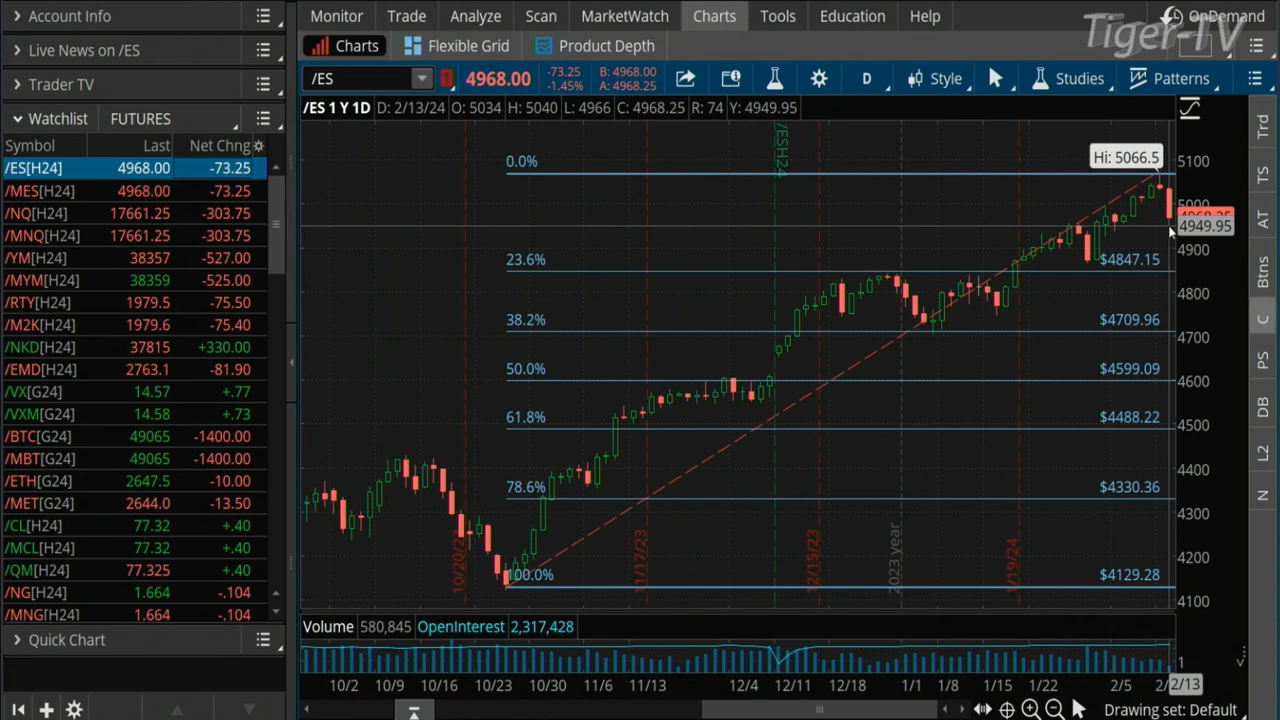 Account Info
Live News on /ES
Trader TV
Watchlist FUTURES
Symbol Last Net Chng
/ES[H24] 4968.00 -73.25
/MES[H24] 4968.00 -73.25
/NQ[H24] 17661.25 -303.75
/MNQ[H24] 17661.25 -303.75
/YM[H24] 38357 -527.00
/MYM[H24] 38359 -525.00
/RTY[H24] 1979.5 -75.50
/M2K[H24] 1979.6 -75.40
/NKD[H24] 37815 +330.00
/EMD[H24] 2763.1 -81.90
/VX[G24] 14.57 +.77
/VXM[G24] 14.58 +.73
/BTC[G24] 49065 -1400.00
/MBT[G24] 49065 -1400.00
/ETH[G24] 2647.5 -10.00
/MET[G24] 2644.0 -13.50
/CL[H24] 77.32 +.40
/MCL[H24] 77.32 +.40
/QM[H24] 77.325 +.40
/NG[H24] 1.664 -.104
/MNG[H24] 1.664 -.104
Quick Chart
Monitor Trade Analyze Scan MarketWatch Charts Tools Education Help
OnDemand
Tiger-TV
Charts Flexible Grid Product Depth
/ES 4968.00 -73.25 -1.45% B: 4968.00 A: 4968.25 D Style Studies Patterns
/ES 1 Y 1D D: 2/13/24 O: 5034 H: 5040 L: 4966 C: 4968.25 R: 74 Y: 4949.95
/ESH24
Hi: 5066.5
0.0%
23.6% $4847.15
38.2% $4709.96
50.0% $4599.09
61.8% $4488.22
78.6% $4330.36
100.0% $4129.28
5100
5000
4968.25
4949.95
4900
4800
4700
4600
4500
4400
4300
4200
4100
11/17/23
12/15/23
2023 year
1/19/24
Volume 580,845 OpenInterest 2,317,428
1
10/2 10/9 10/16 10/23 10/30 11/6 11/13 12/4 12/11 12/18 1/1 1/8 1/15 1/22 2/5 2/13
Drawing set: Default
Trd
TS
AT
Btns
C
PS
DB
L2
N